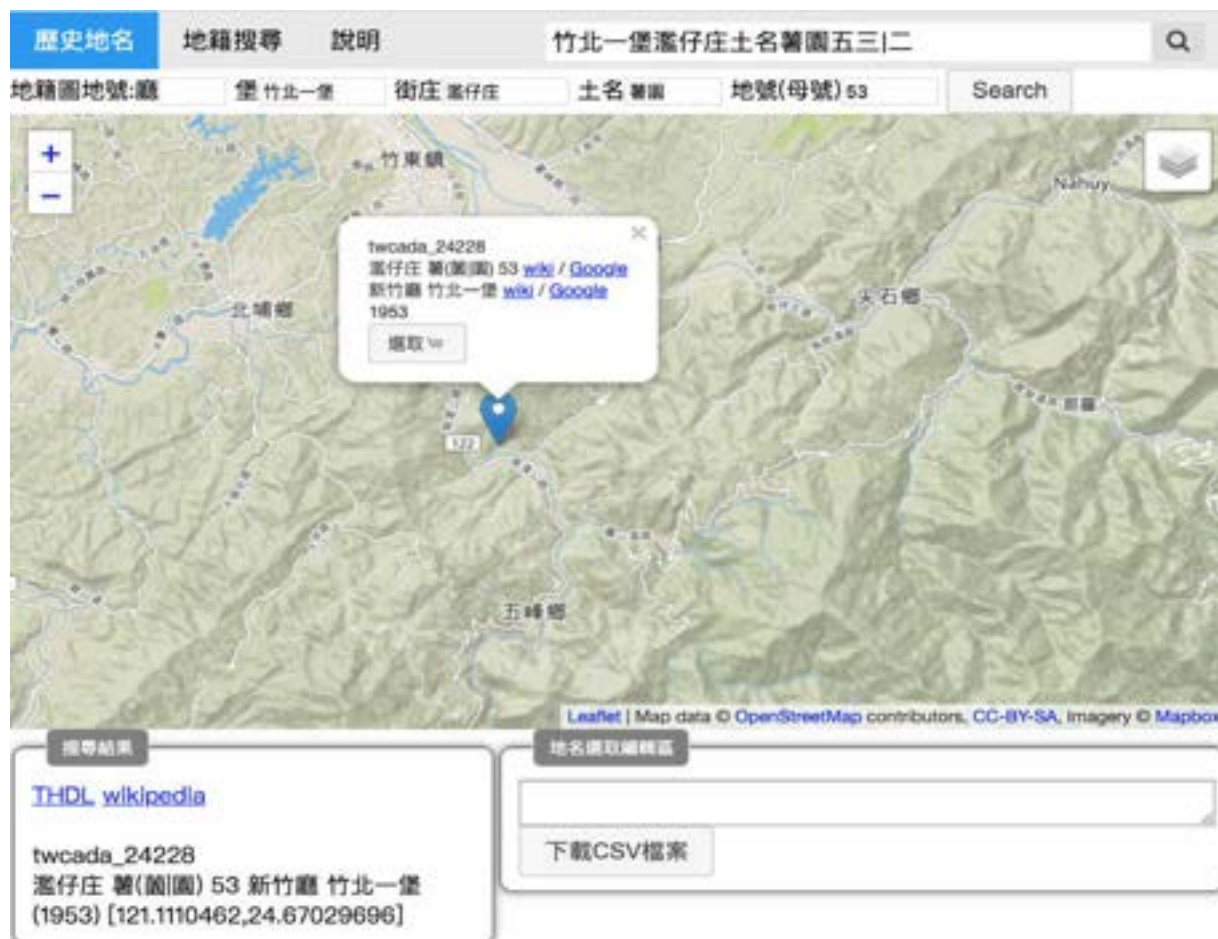 歷史地名 地籍搜尋 說明 竹北一堡濫仔庄土名薯園五三|二
地籍圖地號:廳 堡 竹北一堡 街庄 濫仔庄 土名 薯園 地號(母號) 53 Search
+
−
竹東鎮
Nahuy
twcada_24228
濫仔庄 薯(薗|園) 53 wiki / Google
新竹廳 竹北一堡 wiki / Google
1953
選取
北埔鄉
尖石鄉
122
五峰鄉
Leaflet | Map data © OpenStreetMap contributors, CC-BY-SA, Imagery © Mapbox
搜尋結果
THDL wikipedia
twcada_24228
濫仔庄 薯(薗|園) 53 新竹廳 竹北一堡
(1953) [121.1110462,24.67029696]
地名選取編輯區
下載CSV檔案